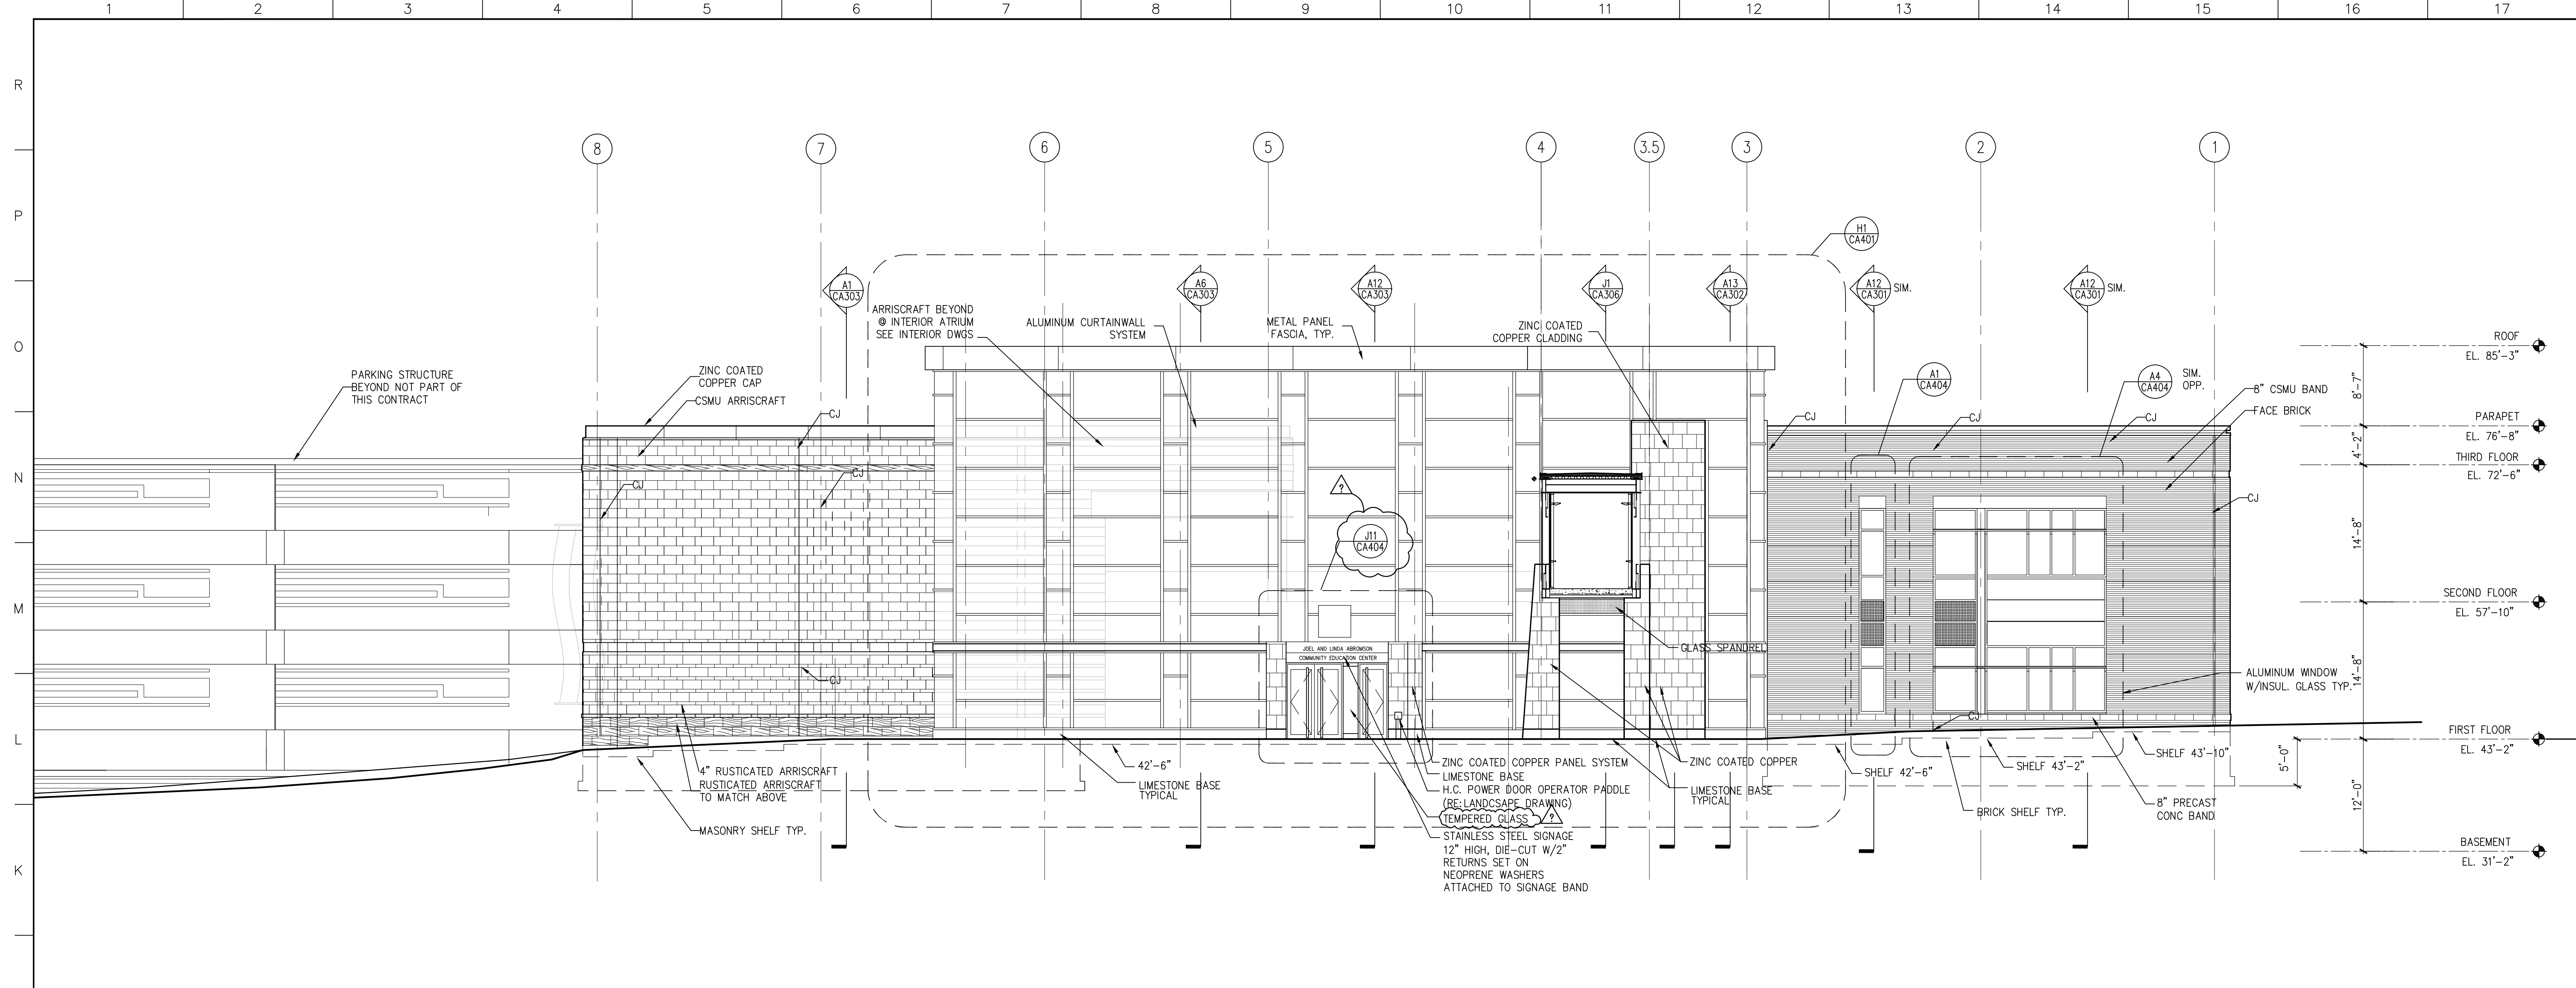 1 2 3 4 5 6 7 8 9 10 11 12 13 14 15 16 17
R
P
O
N
M
L
K
8 7 6 5 4 3.5 3 2 1
H1
CA401
A1
CA303
A6
CA303
A12
CA303
J1
CA306
A13
CA302
A12
CA301
SIM.
A12
CA301
SIM.
ARRISCRAFT BEYOND
@ INTERIOR ATRIUM
SEE INTERIOR DWGS
ALUMINUM CURTAINWALL
SYSTEM
METAL PANEL
FASCIA, TYP.
ZINC COATED
COPPER CLADDING
PARKING STRUCTURE
BEYOND NOT PART OF
THIS CONTRACT
ZINC COATED
COPPER CAP
CSMU ARRISCRAFT
CJ
CJ
CJ
CJ
A1
CA404
A4
CA404
SIM.
OPP.
8" CSMU BAND
FACE BRICK
CJ
CJ
CJ
CJ
CJ
?
J11
CA404
JOEL AND LINDA ABROMSON
COMMUNITY EDUCATION CENTER
GLASS SPANDREL
ALUMINUM WINDOW
W/INSUL. GLASS TYP.
ROOF
EL. 85'-3"
PARAPET
EL. 76'-8"
THIRD FLOOR
EL. 72'-6"
SECOND FLOOR
EL. 57'-10"
FIRST FLOOR
EL. 43'-2"
BASEMENT
EL. 31'-2"
8'-7"
4'-2"
14'-8"
14'-8"
12'-0"
5'-0"
4" RUSTICATED ARRISCRAFT
RUSTICATED ARRISCRAFT
TO MATCH ABOVE
MASONRY SHELF TYP.
42'-6"
LIMESTONE BASE
TYPICAL
ZINC COATED COPPER PANEL SYSTEM
LIMESTONE BASE
H.C. POWER DOOR OPERATOR PADDLE
(RE:LANDCSAPE DRAWING)
TEMPERED GLASS
?
STAINLESS STEEL SIGNAGE
12" HIGH, DIE-CUT W/2"
RETURNS SET ON
NEOPRENE WASHERS
ATTACHED TO SIGNAGE BAND
ZINC COATED COPPER
LIMESTONE BASE
TYPICAL
SHELF 42'-6"
SHELF 43'-2"
SHELF 43'-10"
BRICK SHELF TYP.
8" PRECAST
CONC BAND